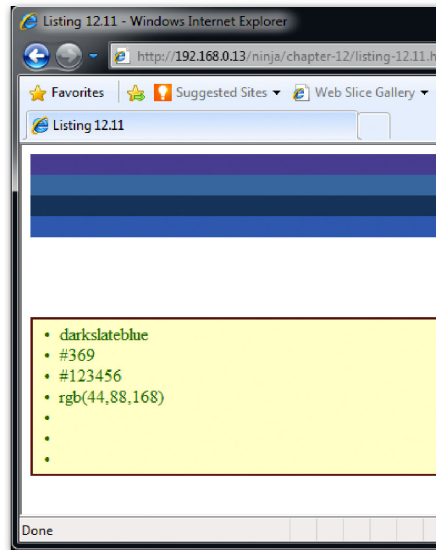 Listing 12.11 - Windows Internet Explorer
http://192.168.0.13/ninja/chapter-12/listing-12.11.h
Favorites Suggested Sites Web Slice Gallery
Listing 12.11
• darkslateblue
• #369
• #123456
• rgb(44,88,168)
•
•
•
Done